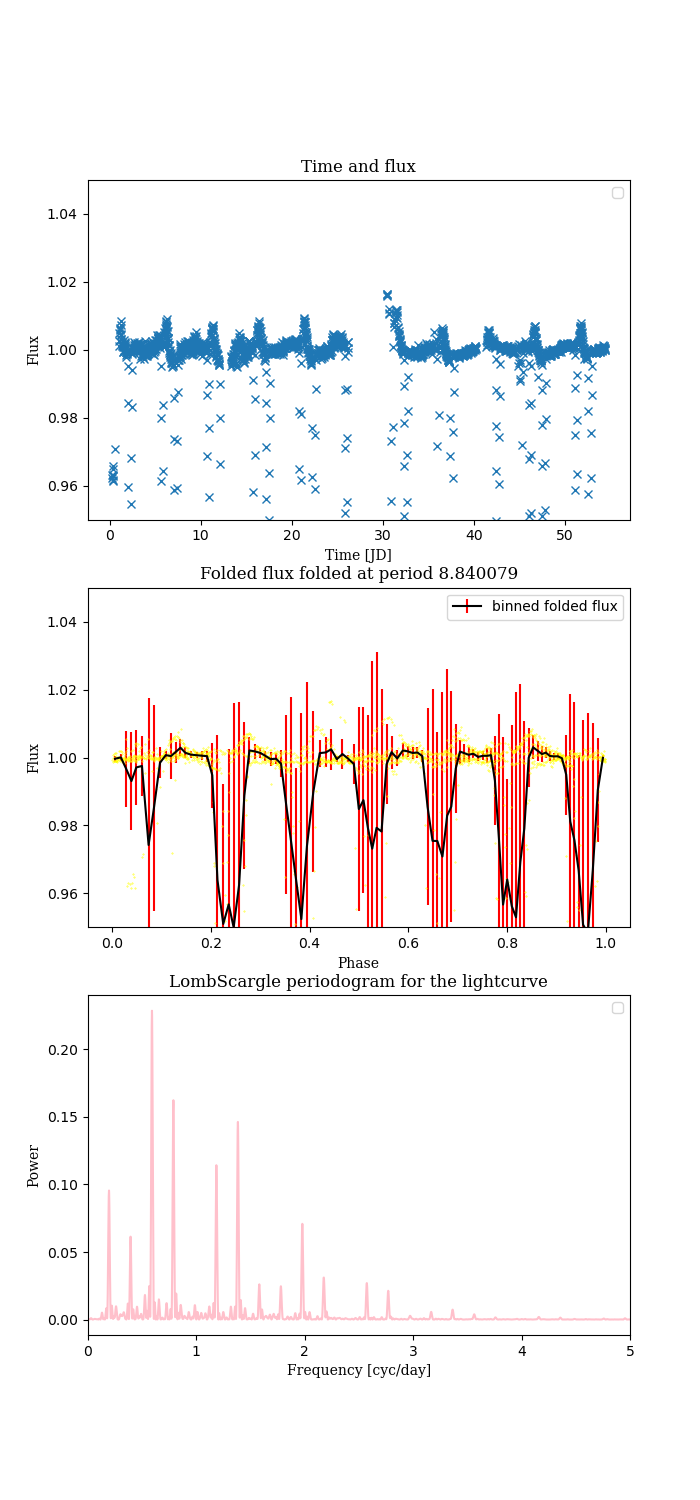 Time and flux
1.04
1.02
1.00
0.98
0.96
Flux
0 10 20 30 40 50
Time [JD]
Folded flux folded at period 8.840079
binned folded flux
1.04
1.02
1.00
0.98
0.96
Flux
0.0 0.2 0.4 0.6 0.8 1.0
Phase
LombScargle periodogram for the lightcurve
0.20
0.15
0.10
0.05
0.00
Power
0 1 2 3 4 5
Frequency [cyc/day]